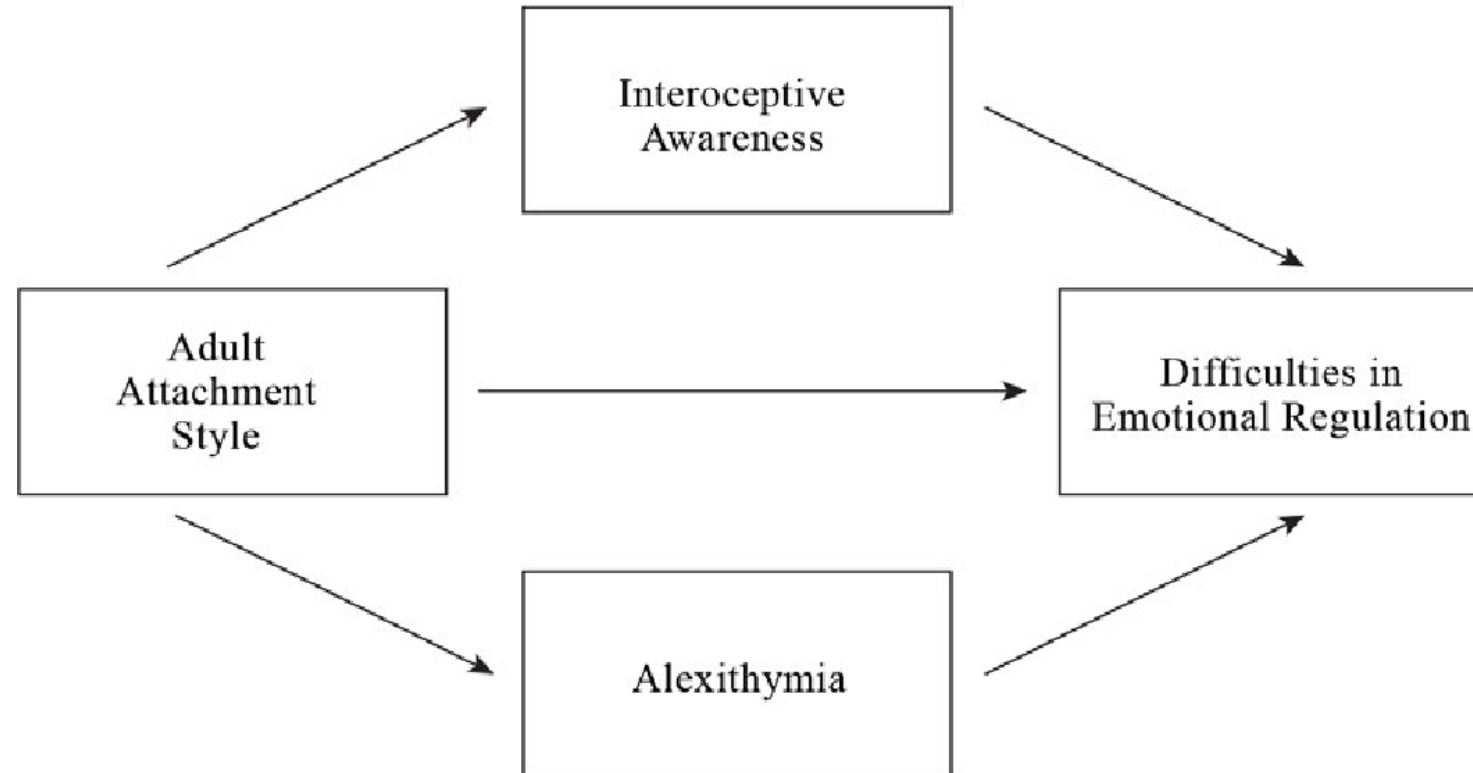 Interoceptive
Awareness
Adult
Attachment
Style
Difficulties in
Emotional Regulation
Alexithymia